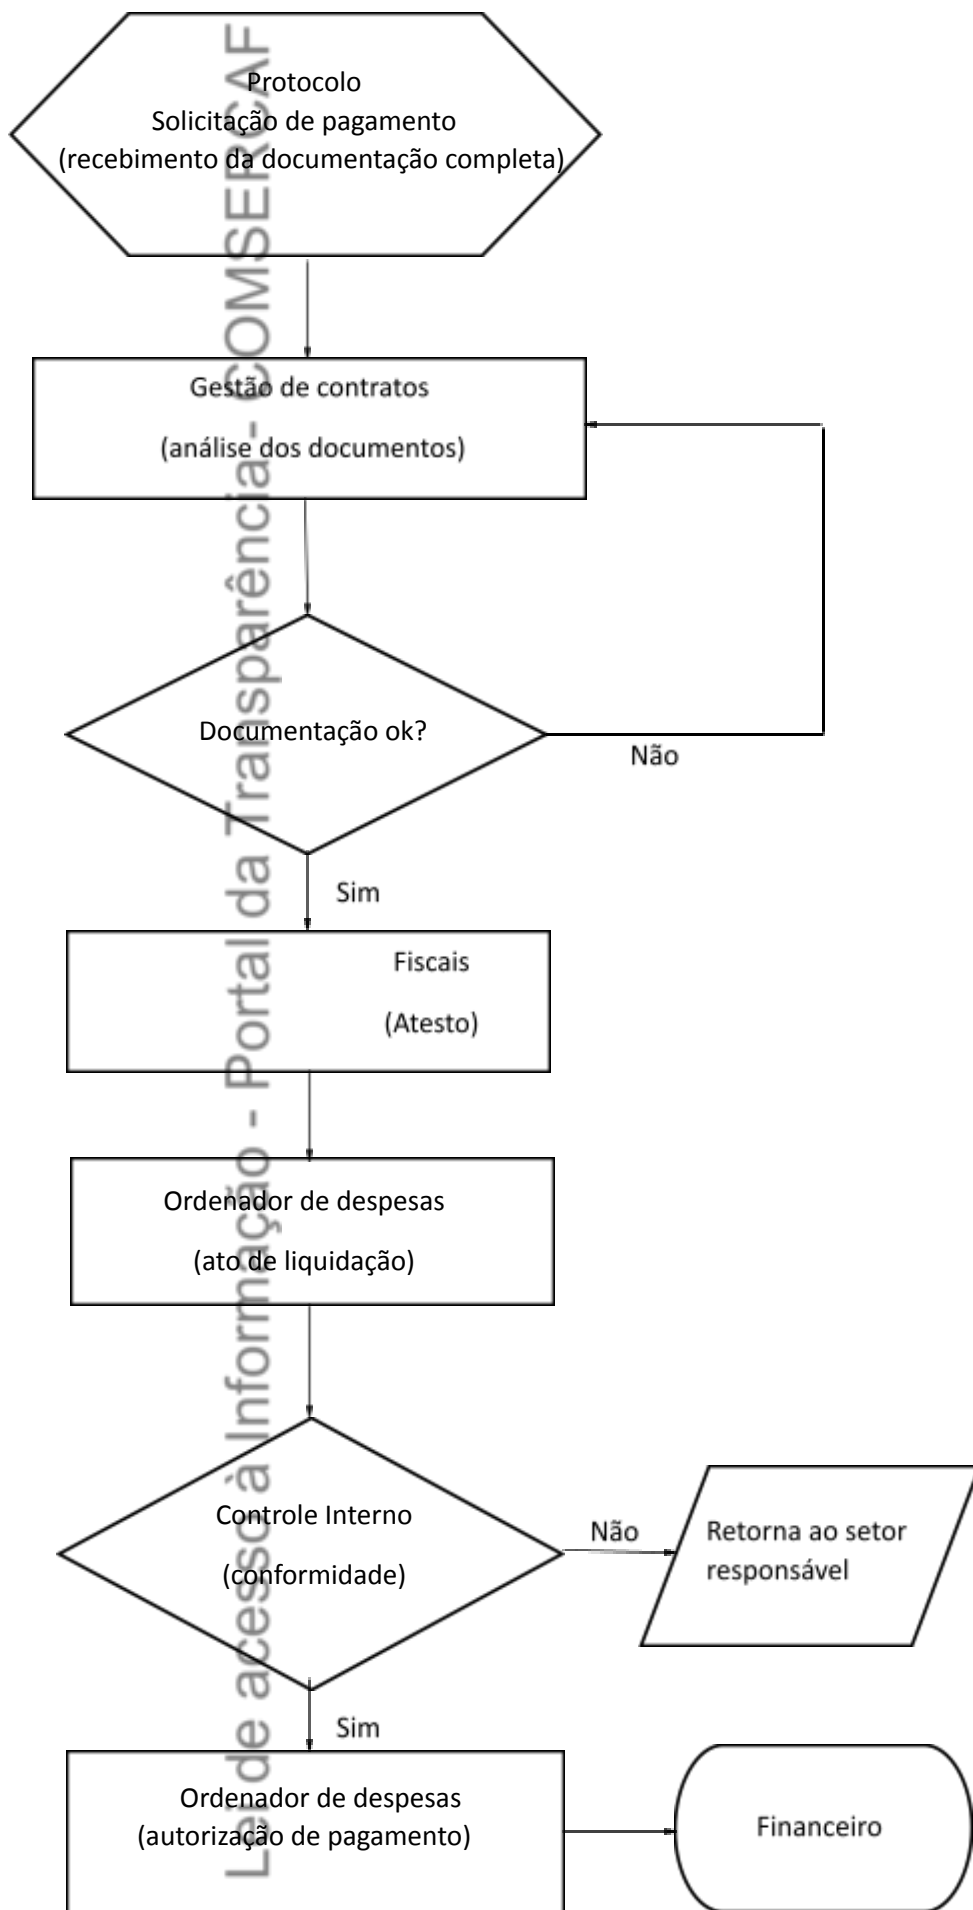 Protocolo
Solicitação de pagamento
(recebimento da documentação completa)
Gestão de contratos
(análise dos documentos)
Documentação ok?
Não
Sim
Fiscais
(Atesto)
Ordenador de despesas
(ato de liquidação)
Controle Interno
(conformidade)
Não
Retorna ao setor
responsável
Sim
Ordenador de despesas
(autorização de pagamento)
Financeiro
Lei de acesso à Informação - Portal da Transparência - COMSERCAF